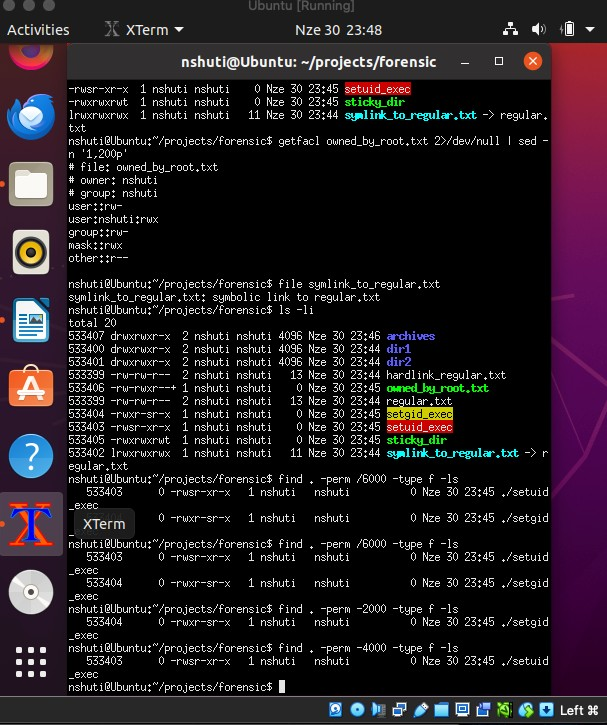 Ubuntu [Running]
Activities
XTerm
Nze 30 23:48
nshuti@Ubuntu: ~/projects/forensic
-rwsr-xr-x 1 nshuti nshuti 0 Nze 30 23:45 setuid_exec
-rwxrwxrwt 1 nshuti nshuti 0 Nze 30 23:45 sticky_dir
lrwxrwxrwx 1 nshuti nshuti 11 Nze 30 23:44 symlink_to_regular.txt -> regular.
txt
nshuti@Ubuntu:~/projects/forensic$ getfacl owned_by_root.txt 2>/dev/null | sed -
n '1,200p'
# file: owned_by_root.txt
# owner: nshuti
# group: nshuti
user::rw-
user:nshuti:rwx
group::rw-
mask::rwx
other::r--
nshuti@Ubuntu:~/projects/forensic$ file symlink_to_regular.txt
symlink_to_regular.txt: symbolic link to regular.txt
nshuti@Ubuntu:~/projects/forensic$ ls -li
total 20
533407 drwxrwxr-x 2 nshuti nshuti 4096 Nze 30 23:46 archives
533400 drwxrwxr-x 2 nshuti nshuti 4096 Nze 30 23:44 dir1
533401 drwxrwxr-x 2 nshuti nshuti 4096 Nze 30 23:44 dir2
533399 -rw-rw-r-- 2 nshuti nshuti 13 Nze 30 23:44 hardlink_regular.txt
533406 -rw-rwxr--+ 1 nshuti nshuti 0 Nze 30 23:45 owned_by_root.txt
533399 -rw-rw-r-- 2 nshuti nshuti 13 Nze 30 23:44 regular.txt
533404 -rwxr-sr-x 1 nshuti nshuti 0 Nze 30 23:45 setgid_exec
533403 -rwsr-xr-x 1 nshuti nshuti 0 Nze 30 23:45 setuid_exec
533405 -rwxrwxrwt 1 nshuti nshuti 0 Nze 30 23:45 sticky_dir
533402 lrwxrwxrwx 1 nshuti nshuti 11 Nze 30 23:44 symlink_to_regular.txt -> r
egular.txt
nshuti@Ubuntu:~/projects/forensic$ find . -perm /6000 -type f -ls
533403 0 -rwsr-xr-x 1 nshuti nshuti 0 Nze 30 23:45 ./setuid
_exec
533404 0 -rwxr-sr-x 1 nshuti nshuti 0 Nze 30 23:45 ./setgid
_exec
XTerm
nshuti@Ubuntu:~/projects/forensic$ find . -perm /6000 -type f -ls
533403 0 -rwsr-xr-x 1 nshuti nshuti 0 Nze 30 23:45 ./setuid
_exec
533404 0 -rwxr-sr-x 1 nshuti nshuti 0 Nze 30 23:45 ./setgid
_exec
nshuti@Ubuntu:~/projects/forensic$ find . -perm -2000 -type f -ls
533404 0 -rwxr-sr-x 1 nshuti nshuti 0 Nze 30 23:45 ./setgid
_exec
nshuti@Ubuntu:~/projects/forensic$ find . -perm -4000 -type f -ls
533403 0 -rwsr-xr-x 1 nshuti nshuti 0 Nze 30 23:45 ./setuid
_exec
nshuti@Ubuntu:~/projects/forensic$
Left ⌘